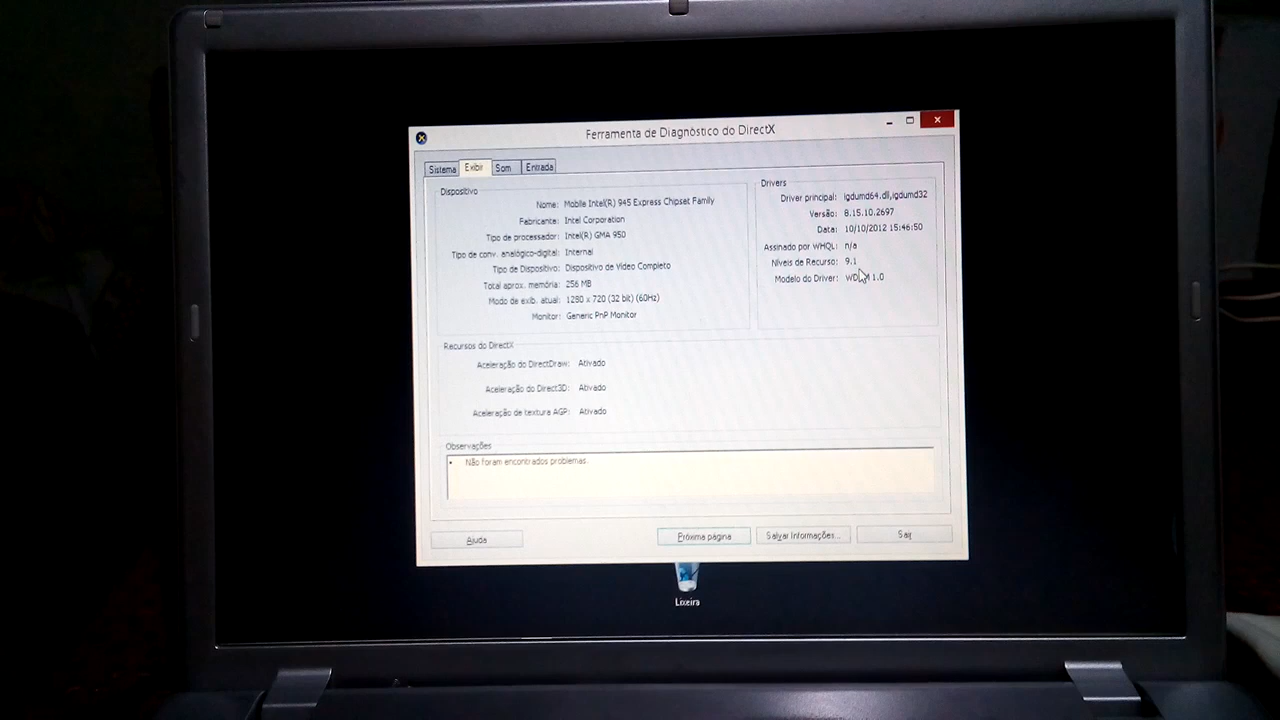 Ferramenta de Diagnóstico do DirectX
Sistema Exibir Som Entrada
Dispositivo
Nome: Mobile Intel(R) 945 Express Chipset Family
Fabricante: Intel Corporation
Tipo de processador: Intel(R) GMA 950
Tipo de conv. analógico-digital: Internal
Tipo de Dispositivo: Dispositivo de Vídeo Completo
Total aprox. memória: 256 MB
Modo de exib. atual: 1280 x 720 (32 bit) (60Hz)
Monitor: Generic PnP Monitor
Drivers
Driver principal: igdumd64.dll,igdumd32
Versão: 8.15.10.2697
Data: 10/10/2012 15:46:50
Assinado por WHQL: n/a
Níveis de Recurso: 9.1
Modelo do Driver: WDDM 1.0
Recursos do DirectX
Aceleração do DirectDraw: Ativado
Aceleração do Direct3D: Ativado
Aceleração de textura AGP: Ativado
Observações
• Não foram encontrados problemas.
Ajuda Próxima página Salvar Informações... Sair
Lixeira